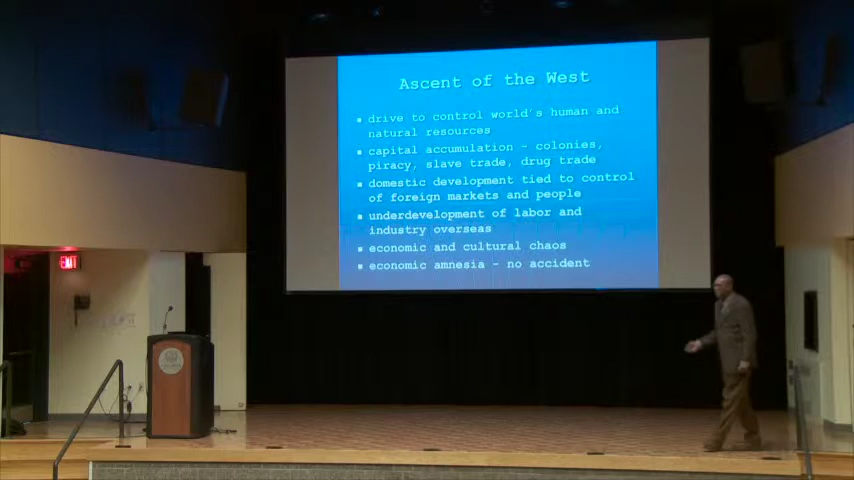 Ascent of the West
▪ drive to control world's human and
natural resources
▪ capital accumulation - colonies,
piracy, slave trade, drug trade
▪ domestic development tied to control
of foreign markets and people
▪ underdevelopment of labor and
industry overseas
▪ economic and cultural chaos
▪ economic amnesia - no accident
EXIT